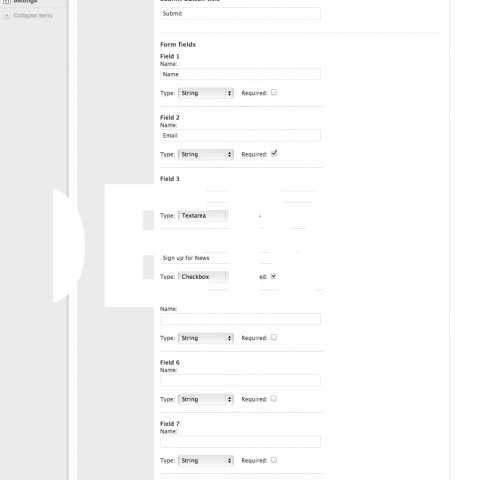 Settings
Collapse menu
Submit
Form fields
Field 1
Name:
Name
Type: String Required:
Field 2
Name:
Email
Type: String Required:
Field 3
Type: Textarea
Sign up for News
Type: Checkbox ed:
Name:
Type: String Required:
Field 6
Name:
Type: String Required:
Field 7
Name:
Type: String Required: